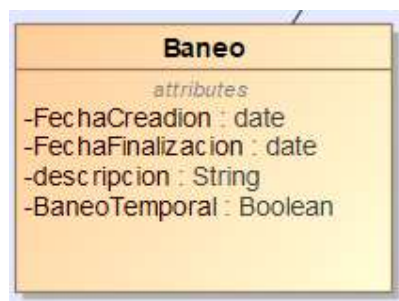 Baneo
attributes
-FechaCreadion : date
-FechaFinalizacion : date
-descripcion : String
-BaneoTemporal : Boolean